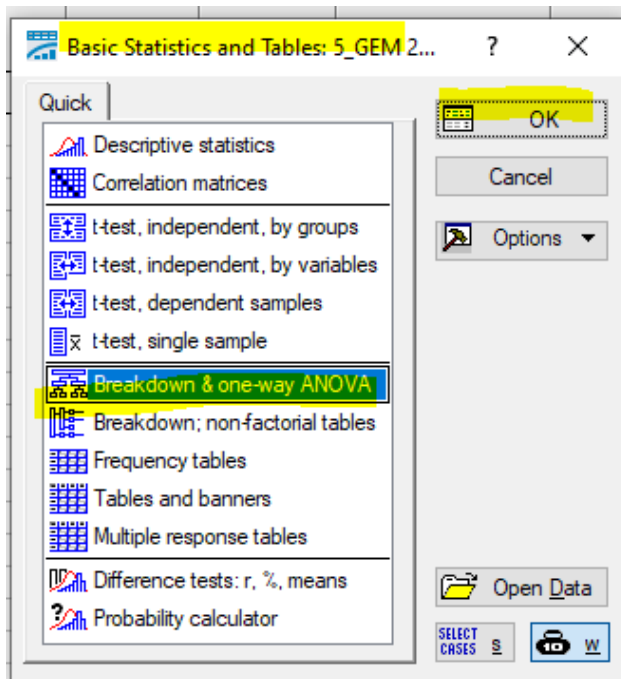 Basic Statistics and Tables: 5_GEM 2... ? X
Quick
Descriptive statistics
Correlation matrices
t-test, independent, by groups
t-test, independent, by variables
t-test, dependent samples
t-test, single sample
Breakdown & one-way ANOVA
Breakdown; non-factorial tables
Frequency tables
Tables and banners
Multiple response tables
Difference tests: r, %, means
Probability calculator
OK
Cancel
Options
Open Data
SELECT
CASES S
W